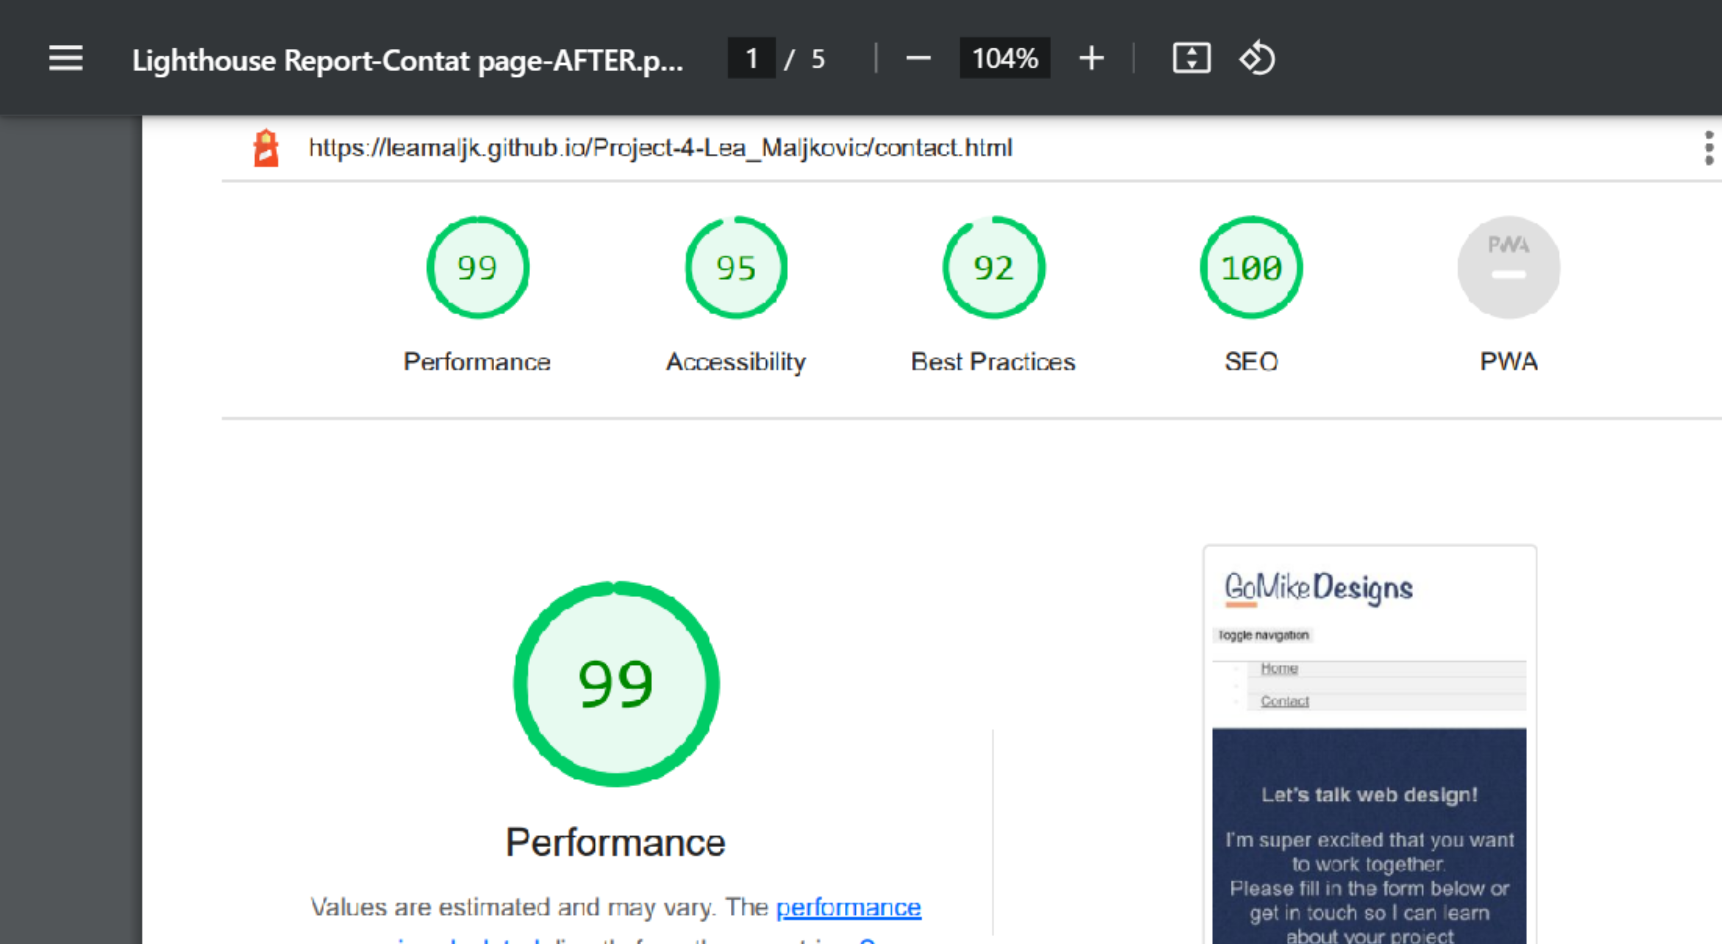 Lighthouse Report-Contat page-AFTER.p... 1 / 5 104%
https://leamaljk.github.io/Project-4-Lea_Maljkovic/contact.html
99 95 92 100 PWA
Performance Accessibility Best Practices SEO PWA
GoMikeDesigns
Toggle navigation
Home
Contact
99
Performance
Values are estimated and may vary. The performance
Let's talk web design!
I'm super excited that you want
to work together.
Please fill in the form below or
get in touch so I can learn
about your project